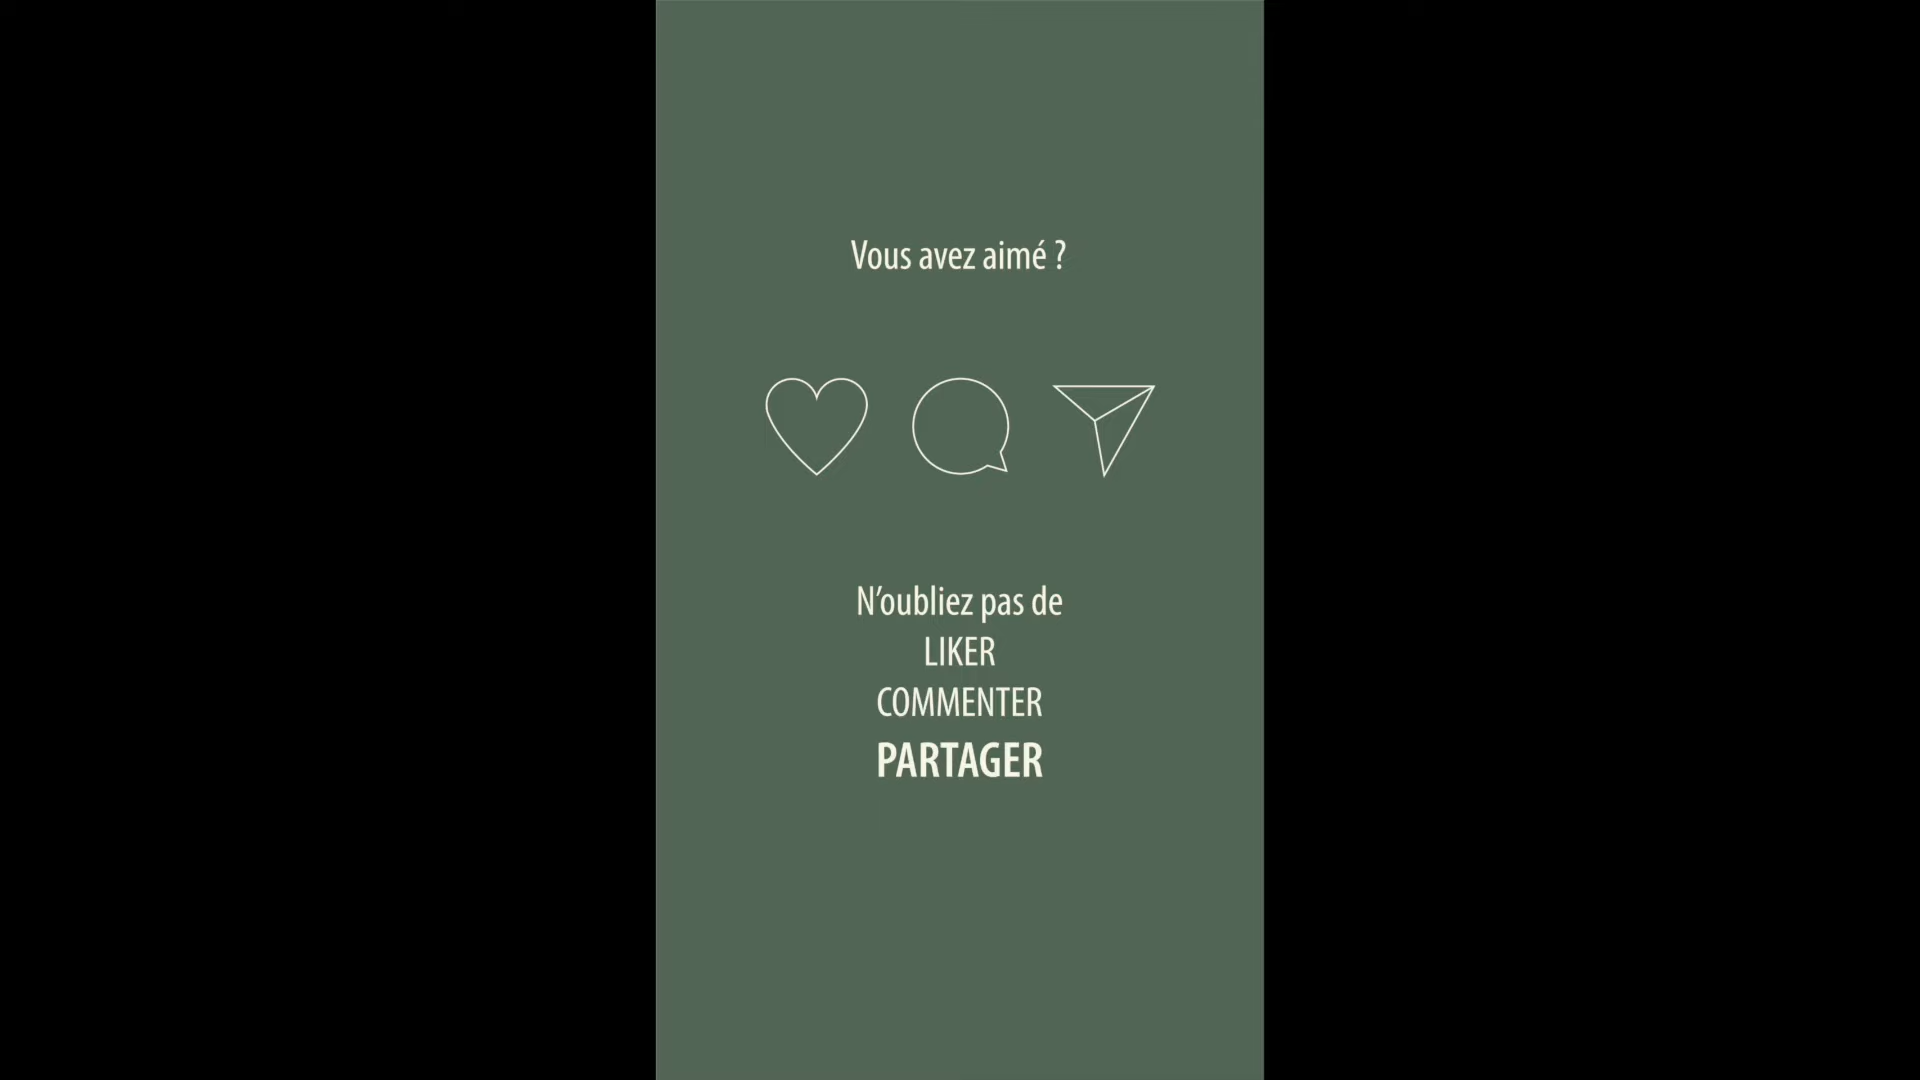 Vous avez aimé ?
N’oubliez pas de
LIKER
COMMENTER
PARTAGER